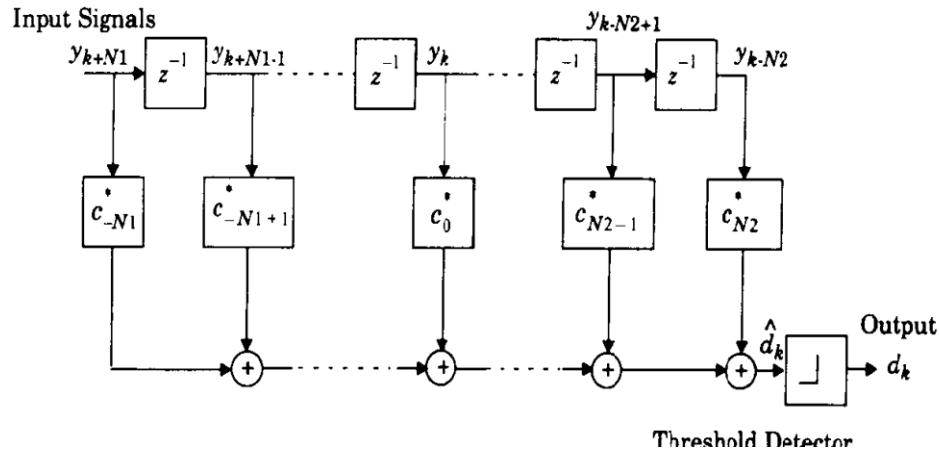 Input Signals
y_{k+N1} z^{-1} y_{k+N1-1} z^{-1} y_k z^{-1} y_{k-N2+1} z^{-1} y_{k-N2}
c^*_{-N1} c^*_{-N1+1} c^*_0 c^*_{N2-1} c^*_{N2}
+ + + +
\hat{d}_k
Output
d_k
Threshold Detector